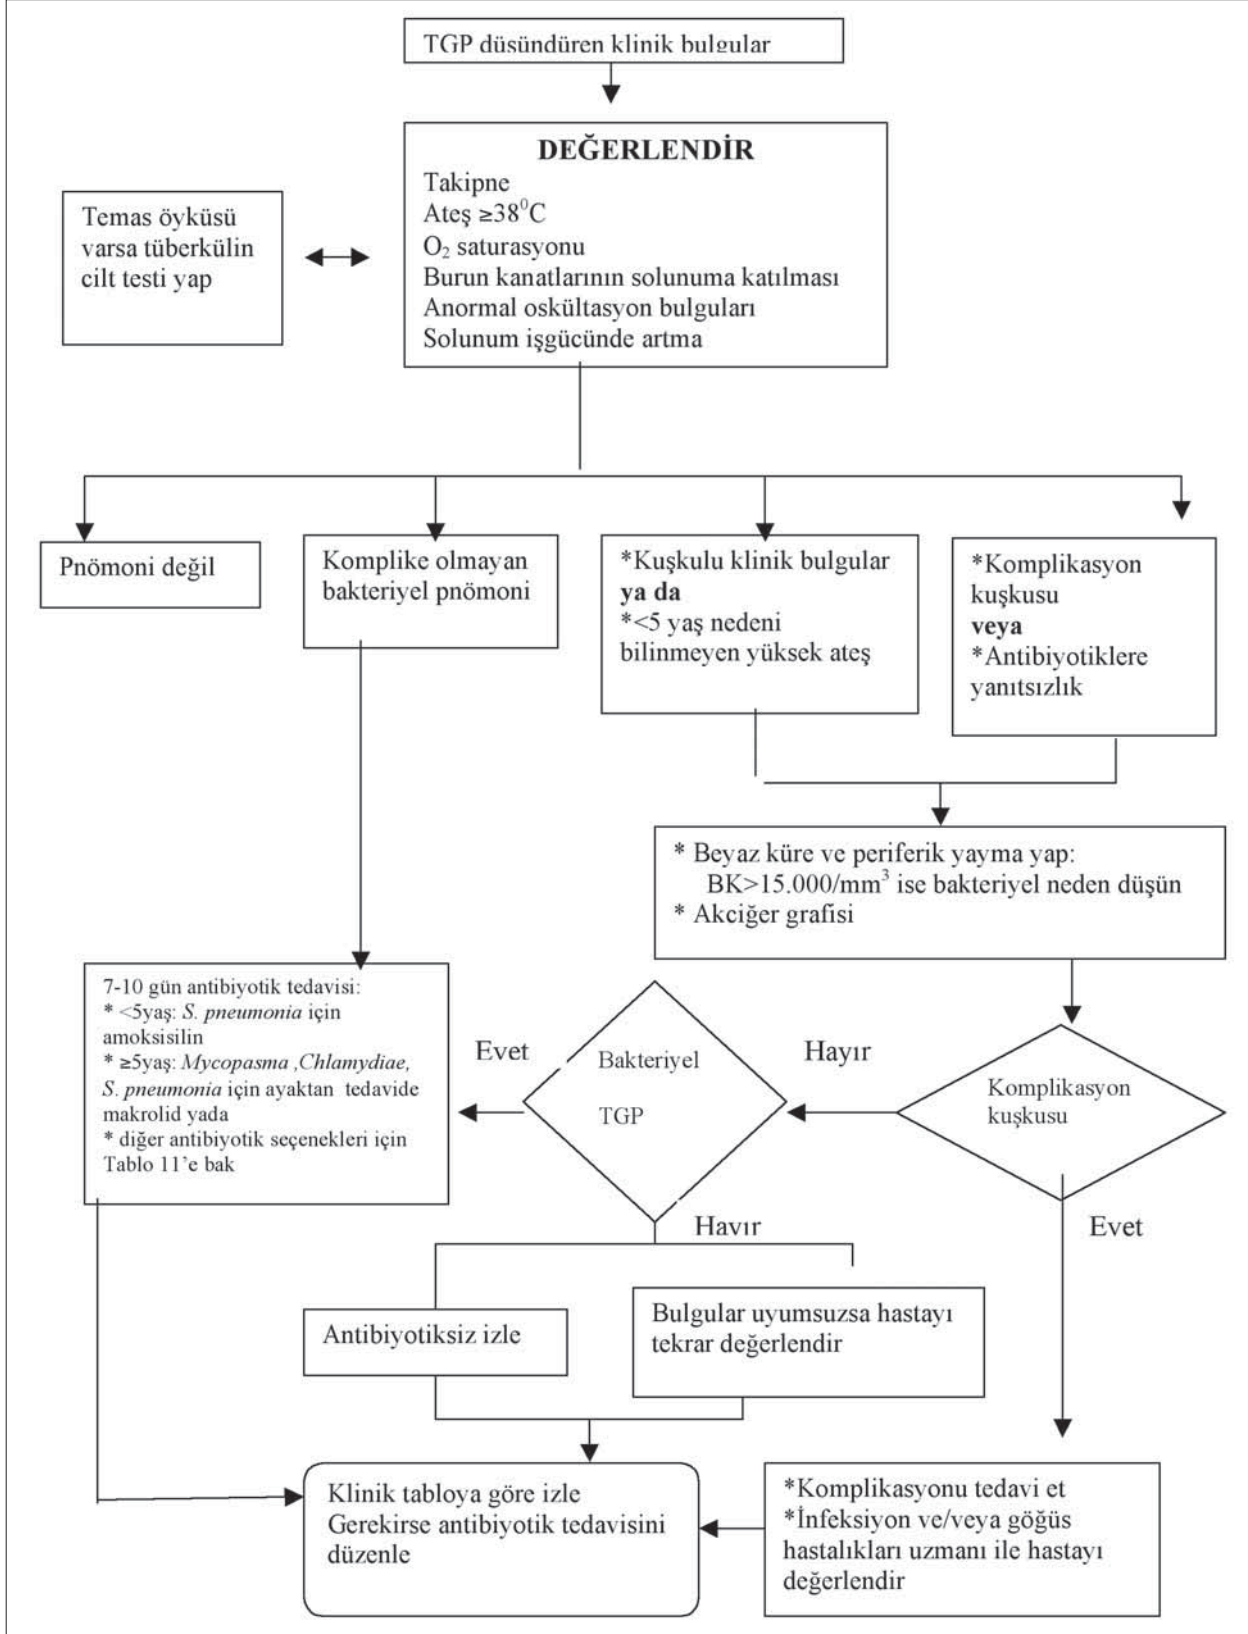 TGP düsündüren klinik bulgular
DEĞERLENDİR
Takipne
Ateş ≥38⁰C
O₂ saturasyonu
Burun kanatlarının solunuma katılması
Anormal oskültasyon bulguları
Solunum işgücünde artma
Temas öyküsü
varsa tüberkülin
cilt testi yap
Pnömoni değil
Komplike olmayan
bakteriyel pnömoni
*Kuşkulu klinik bulgular
ya da
*<5 yaş nedeni
bilinmeyen yüksek ateş
*Komplikasyon
kuşkusu
veya
*Antibiyotiklere
yanıtsızlık
* Beyaz küre ve periferik yayma yap:
BK>15.000/mm³ ise bakteriyel neden düşün
* Akciğer grafisi
7-10 gün antibiyotik tedavisi:
* <5yaş: S. pneumonia için
amoksisilin
* ≥5yaş: Mycopasma ,Chlamydiae,
S. pneumonia için ayaktan tedavide
makrolid yada
* diğer antibiyotik seçenekleri için
Tablo 11'e bak
Evet
Bakteriyel
TGP
Hayır
Komplikasyon
kuşkusu
Havır
Evet
Antibiyotiksiz izle
Bulgular uyumsuzsa hastayı
tekrar değerlendir
Klinik tabloya göre izle
Gerekirse antibiyotik tedavisini
düzenle
*Komplikasyonu tedavi et
*İnfeksiyon ve/veya göğüs
hastalıkları uzmanı ile hastayı
değerlendir